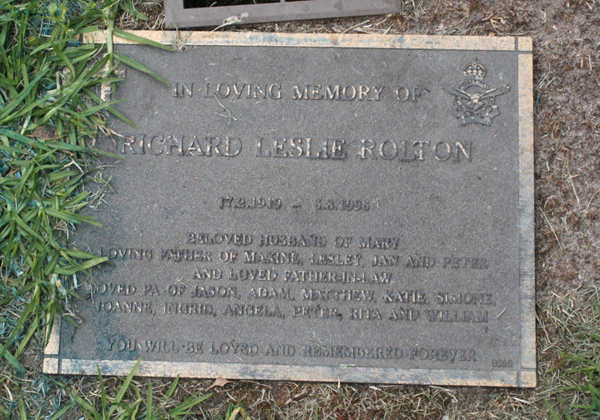 IN LOVING MEMORY OF
RICHARD LESLIE ROLTON
17.2.1919 - 1998
BELOVED HUSBAND OF MARY
LOVING FATHER OF MAXINE, LESLEY, JAN AND PETER
AND LOVED FATHER-IN-LAW
LOVED PA OF JASON, ADAM, MATTHEW, KATIE, SIMONE,
JOANNE, INGRID, ANGELA, PETER, RITA AND WILLIAM
YOU WILL BE LOVED AND REMEMBERED FOREVER